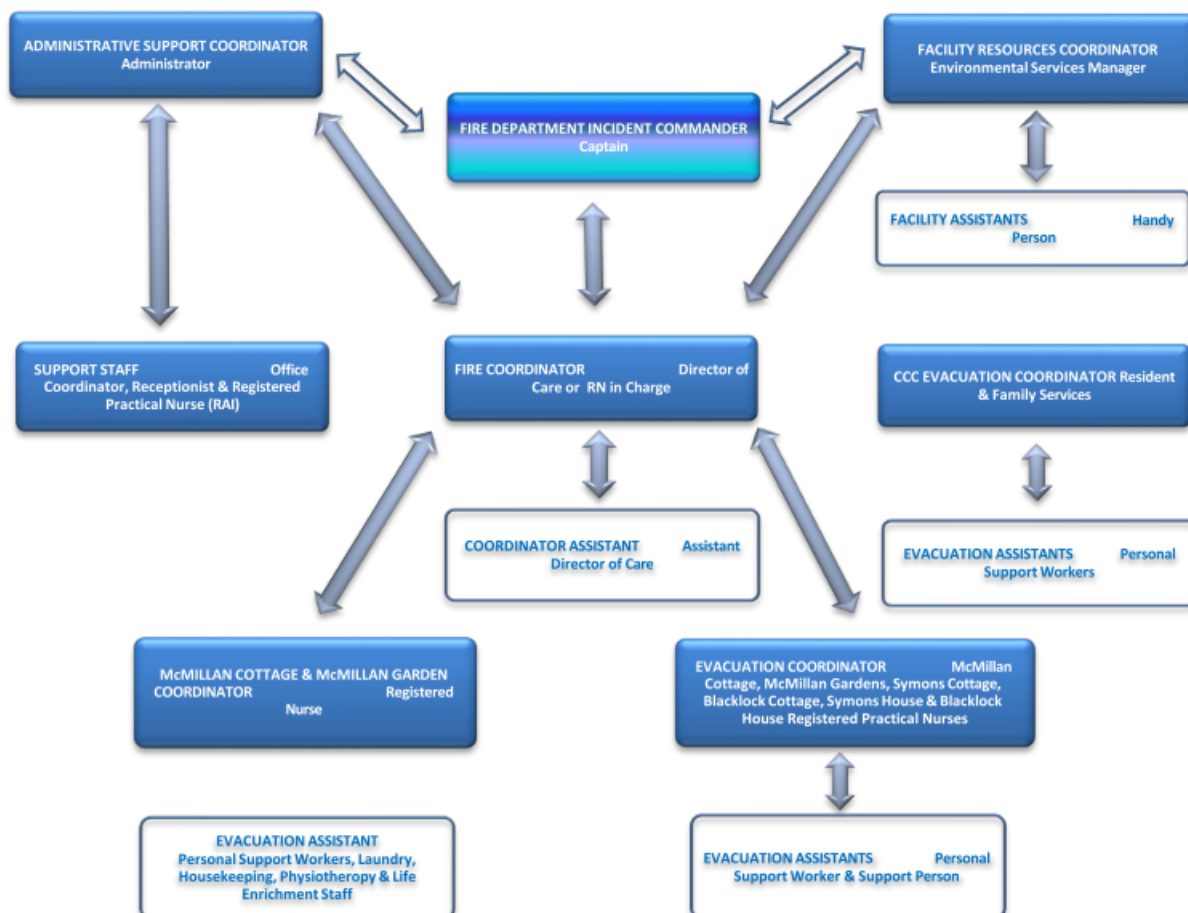 ADMINISTRATIVE SUPPORT COORDINATOR
Administrator
FACILITY RESOURCES COORDINATOR
Environmental Services Manager
FIRE DEPARTMENT INCIDENT COMMANDER
Captain
FACILITY ASSISTANTS Handy
Person
SUPPORT STAFF Office
Coordinator, Receptionist & Registered
Practical Nurse (RAI)
FIRE COORDINATOR Director of
Care or RN in Charge
CCC EVACUATION COORDINATOR Resident
& Family Services
COORDINATOR ASSISTANT Assistant
Director of Care
EVACUATION ASSISTANTS Personal
Support Workers
McMILLAN COTTAGE & McMILLAN GARDEN
COORDINATOR Registered
Nurse
EVACUATION COORDINATOR McMillan
Cottage, McMillan Gardens, Symons Cottage,
Blacklock Cottage, Symons House & Blacklock
House Registered Practical Nurses
EVACUATION ASSISTANT
Personal Support Workers, Laundry,
Housekeeping, Physiotheropy & Life
Enrichment Staff
EVACUATION ASSISTANTS Personal
Support Worker & Support Person